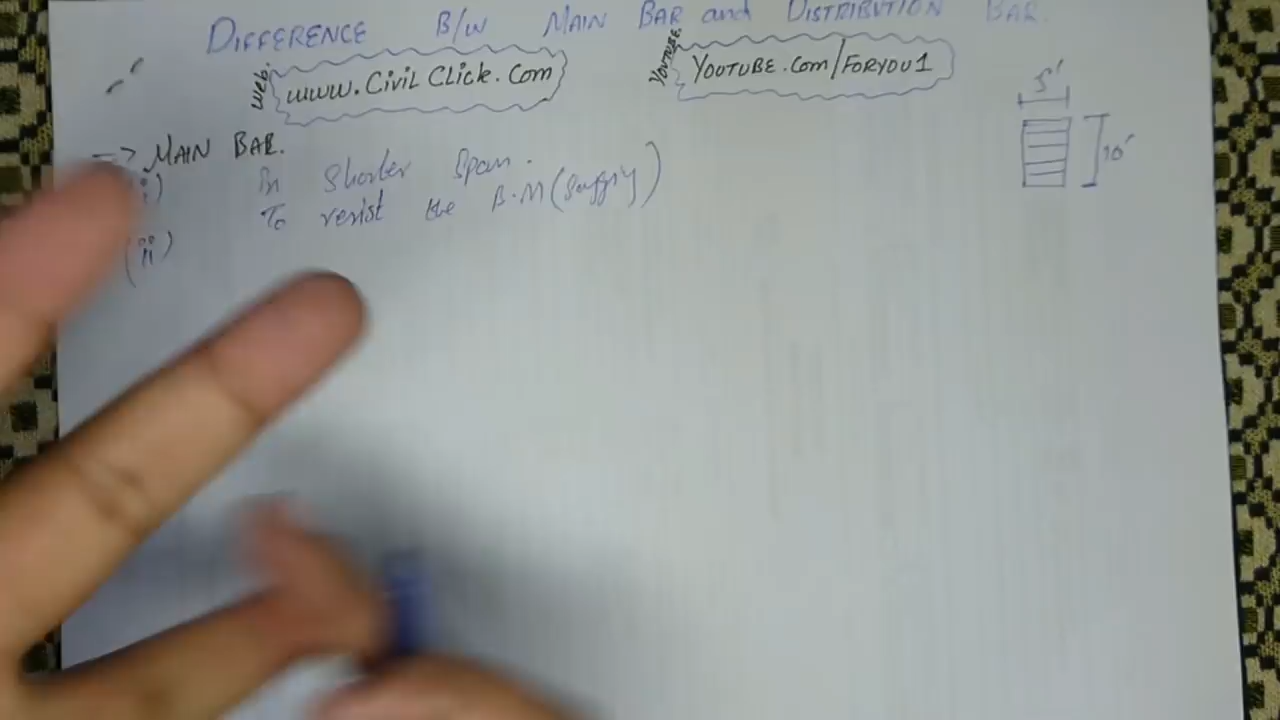 DIFFERENCE B/W MAIN BAR and DISTRIBUTION BAR.
Web.
www.Civil Click.Com
YouTube.
YOUTUBE.Com/FORYOU1
5'
10'
=> MAIN BAR.
i) In Shorter Span.
(ii) To resist the B.M